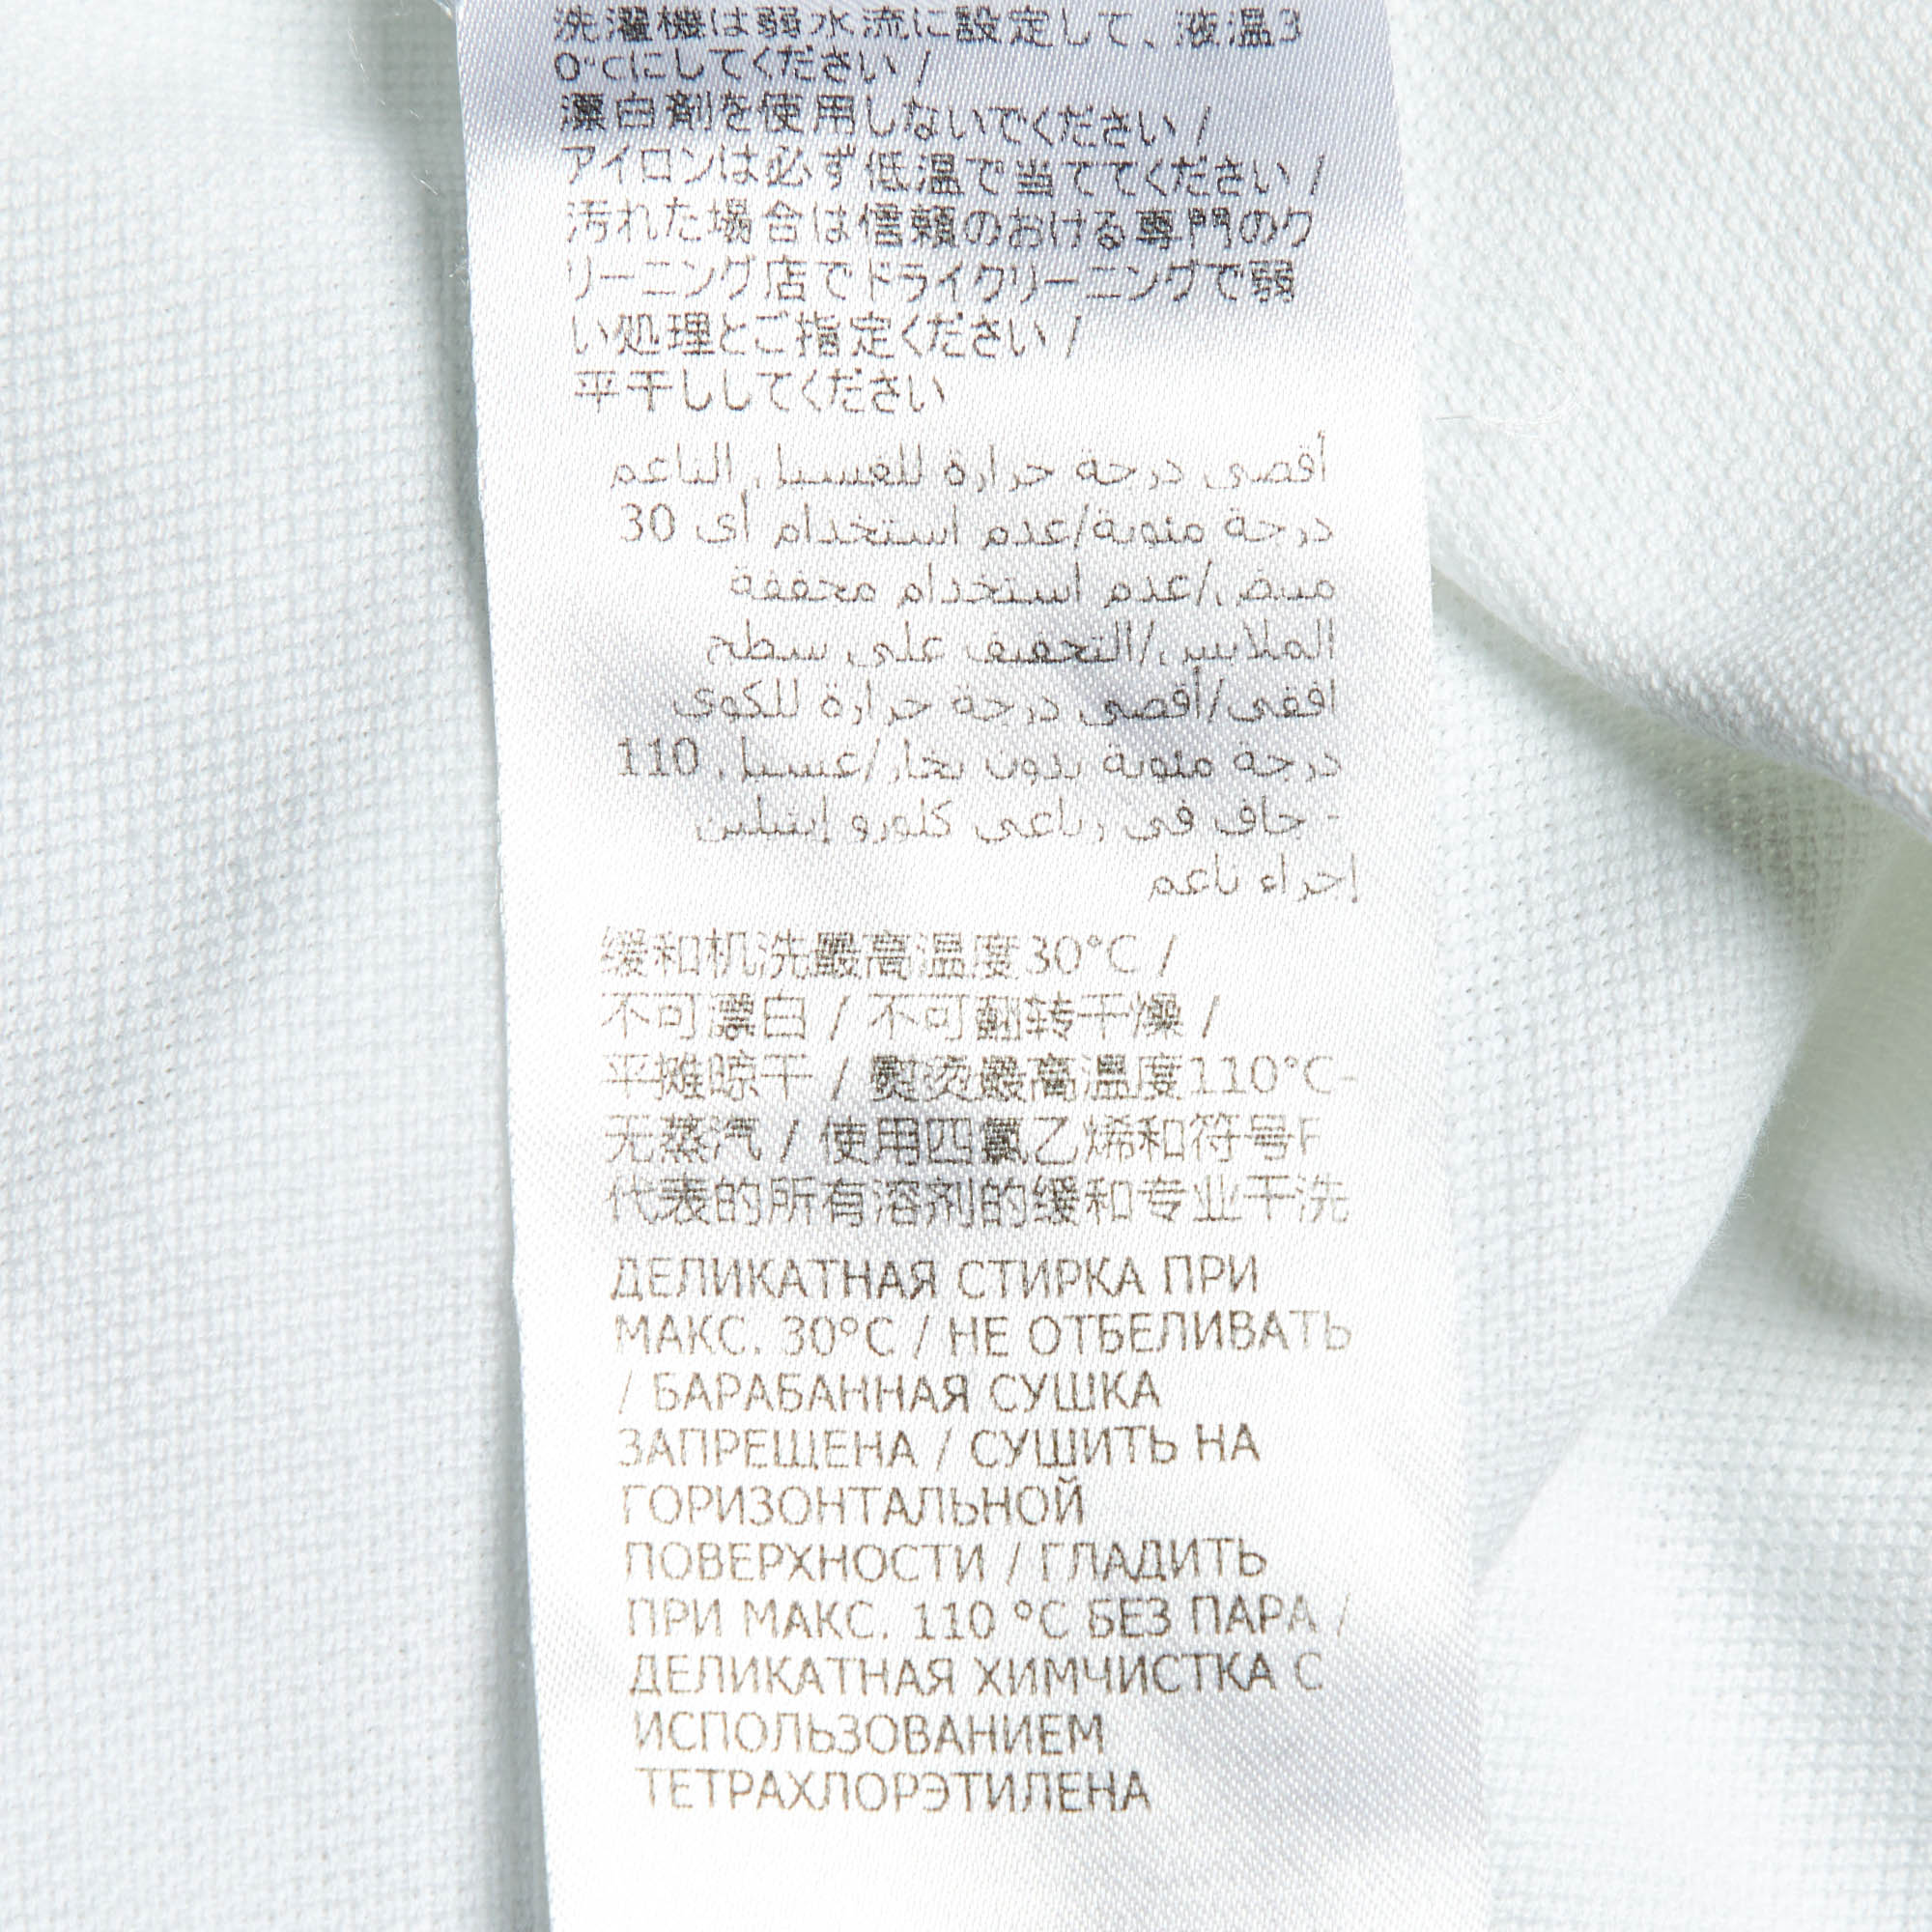 洗濯機は弱水流に設定して、液温3
0°Cにしてください /
漂白剤を使用しないでください /
アイロンは必ず低温で当ててください /
汚れた場合は信頼のおける専門のク
リーニング店でドライクリーニングで弱
い処理とご指定ください /
平干ししてください
أقصى درجة حرارة للغسيل الناعم
درجة مئوية/عدم استخدام أى 30
مبيض/عدم استخدام مجففة
الملابس/التجفيف على سطح
افقى/أقصى درجة حرارة للكوى
درجة مئوية بدون بخار/غسيل 110
- جاف في رباعي كلورو إيثيلين
إجراء ناعم
缓和机洗最高温度30°C /
不可漂白 / 不可翻转干燥 /
平摊晾干 / 熨烫最高温度110°C-
无蒸汽 / 使用四氯乙烯和符号F
代表的所有溶剂的缓和专业干洗
ДЕЛИКАТНАЯ СТИРКА ПРИ
МАКС. 30°C / НЕ ОТБЕЛИВАТЬ
/ БАРАБАННАЯ СУШКА
ЗАПРЕЩЕНА / СУШИТЬ НА
ГОРИЗОНТАЛЬНОЙ
ПОВЕРХНОСТИ / ГЛАДИТЬ
ПРИ МАКС. 110 °C БЕЗ ПАРА /
ДЕЛИКАТНАЯ ХИМЧИСТКА С
ИСПОЛЬЗОВАНИЕМ
ТЕТРАХЛОРЭТИЛЕНА